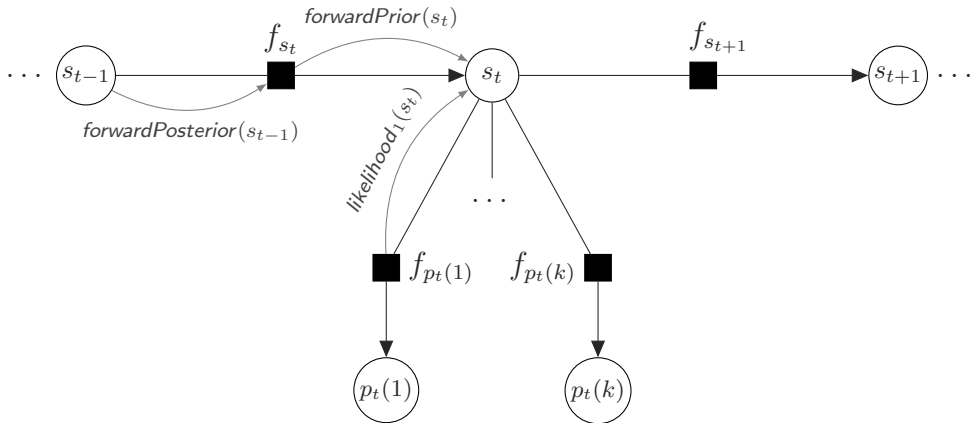 forwardPrior(s_t)
f_{s_t}
f_{s_{t+1}}
... s_{t-1} s_t s_{t+1} ...
forwardPosterior(s_{t-1})
likelihood_1(s_t)
...
f_{p_t(1)} f_{p_t(k)}
p_t(1) p_t(k)